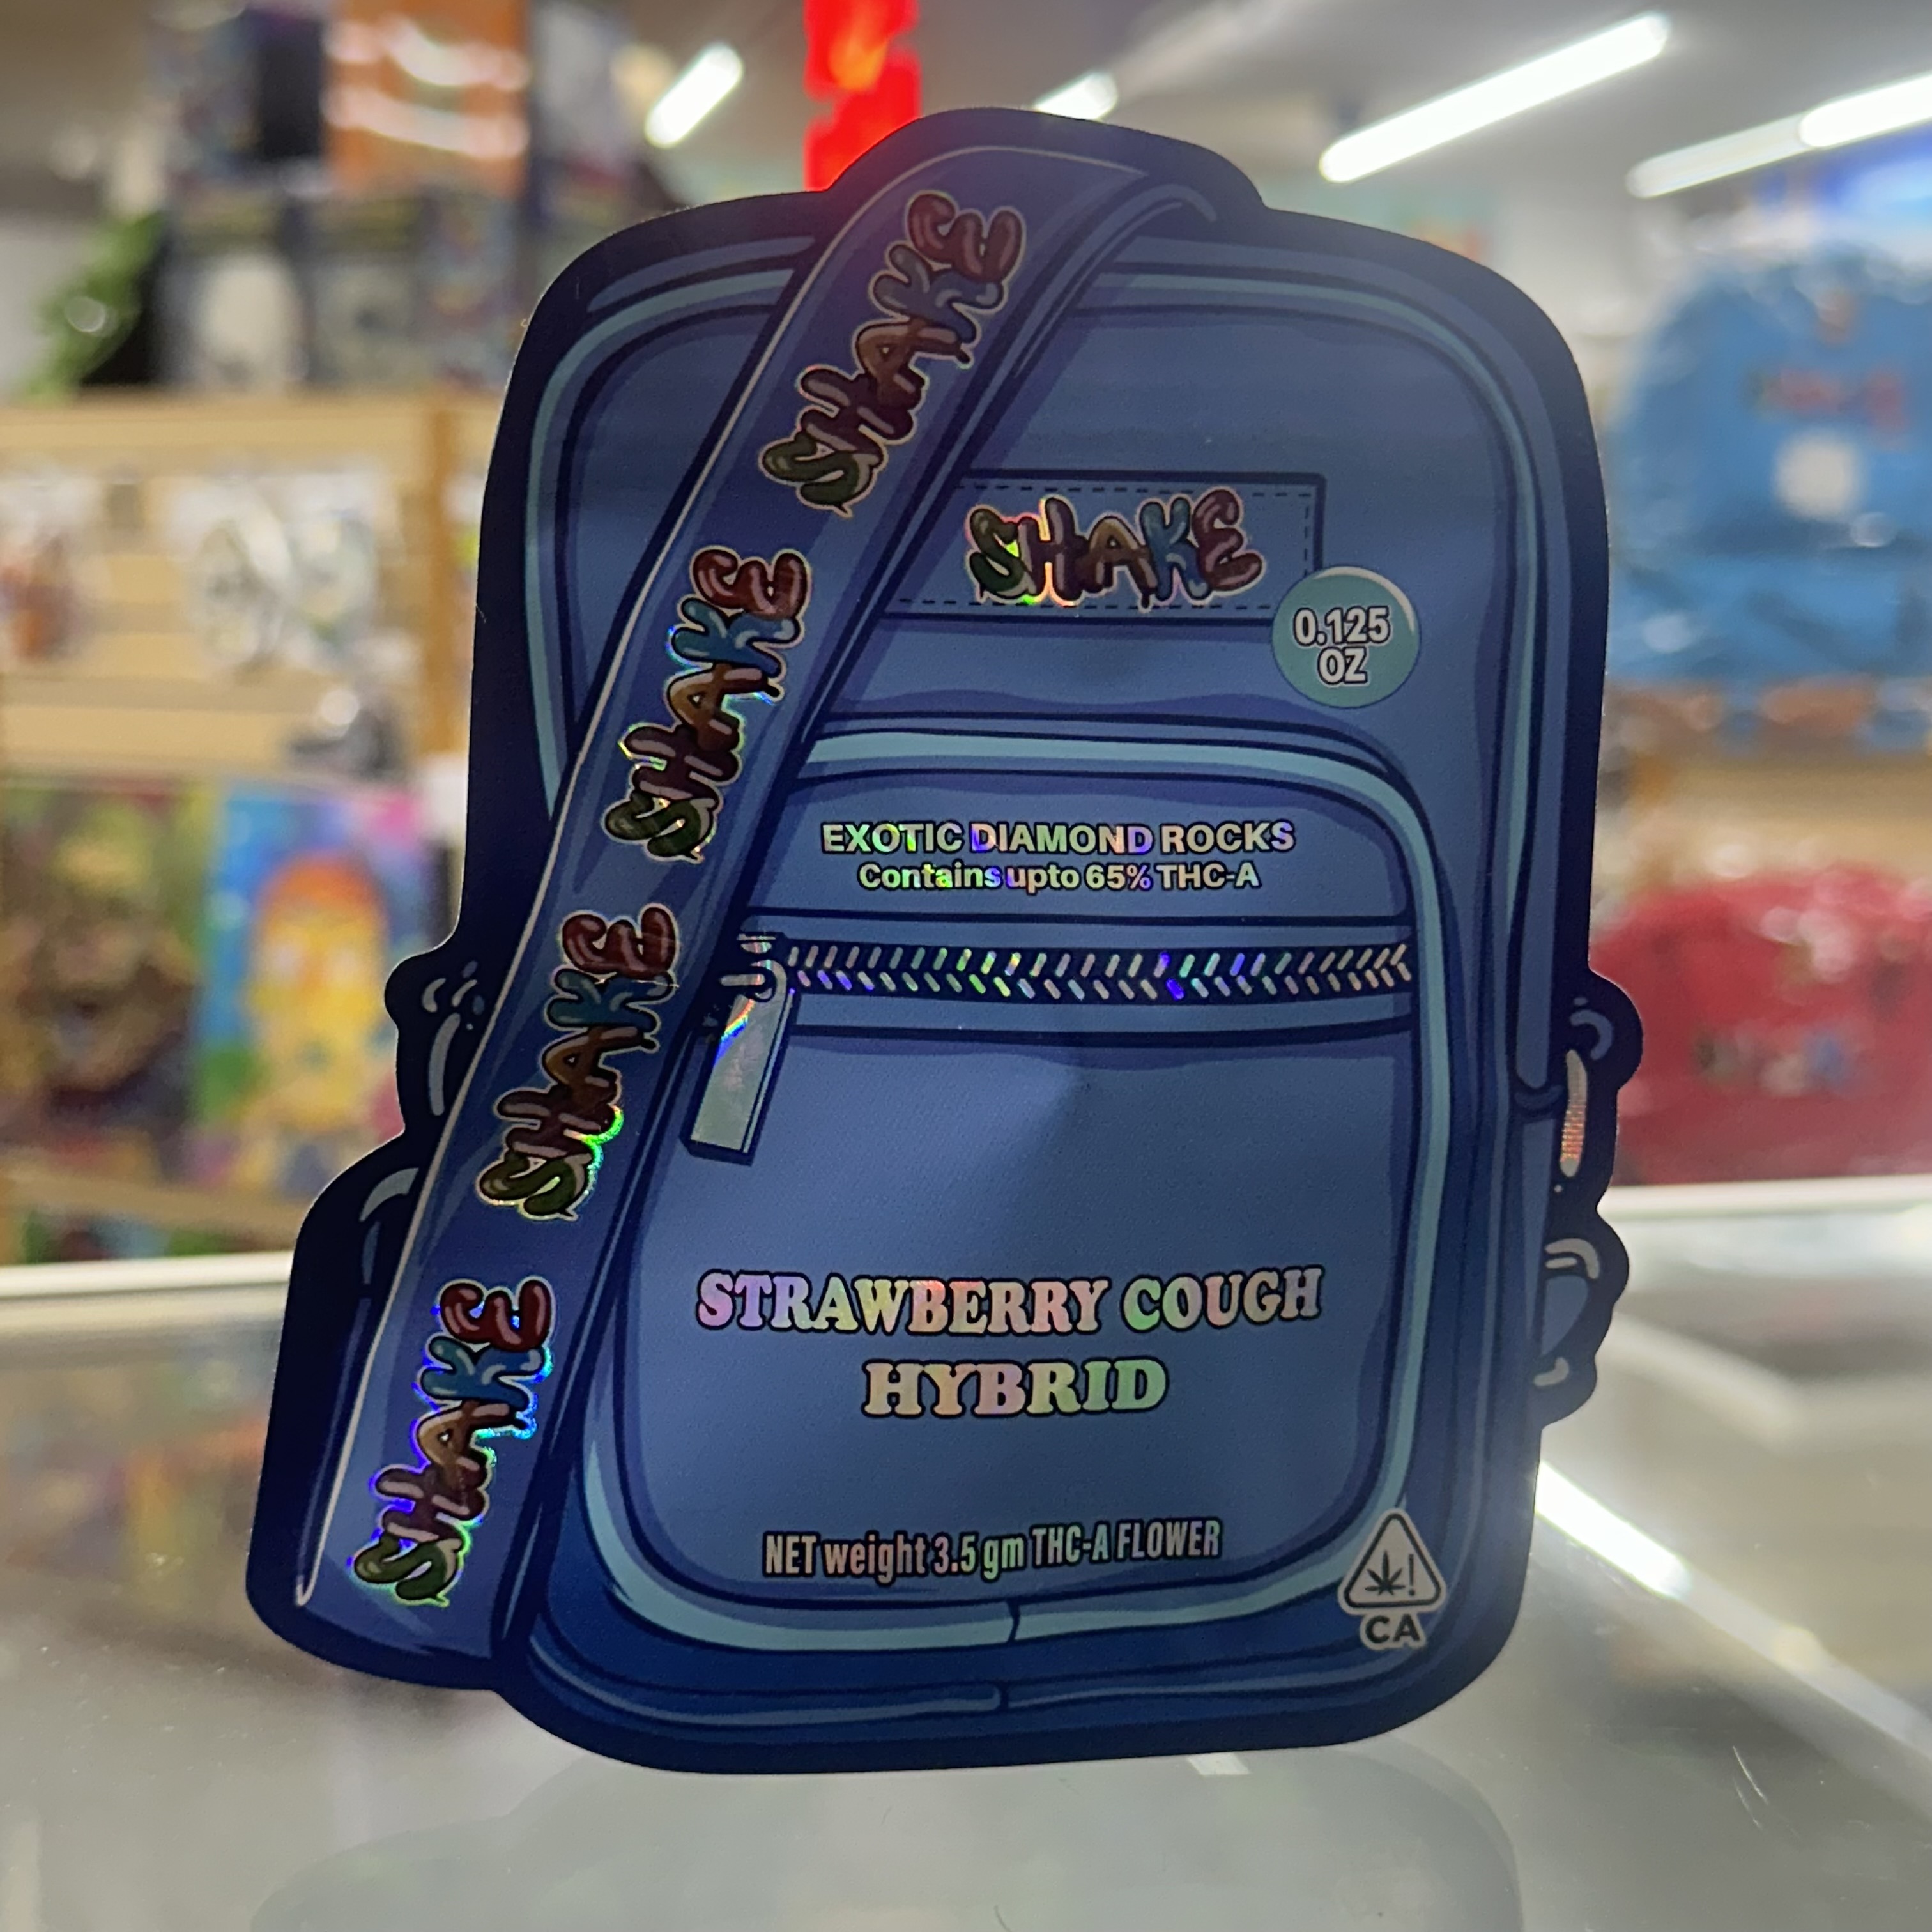 SHAKE
SHAKE
SHAKE
SHAKE
SHAKE
0.125
OZ
EXOTIC DIAMOND ROCKS
Contains upto 65% THC-A
STRAWBERRY COUGH
HYBRID
NET weight 3.5 gm THC-A FLOWER
!
CA